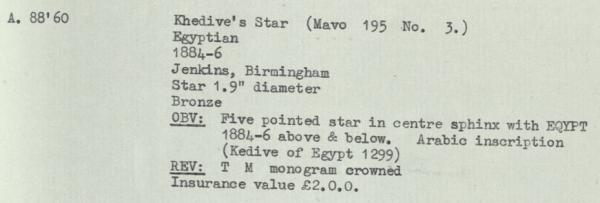 A. 88'60
Khedive's Star (Mavo 195 No. 3.)
Egyptian
1884-6
Jenkins, Birmingham
Star 1.9" diameter
Bronze
OBV: Five pointed star in centre sphinx with EQYPT
1884-6 above & below. Arabic inscription
(Kedive of Egypt 1299)
REV: T M monogram crowned
Insurance value £2.0.0.